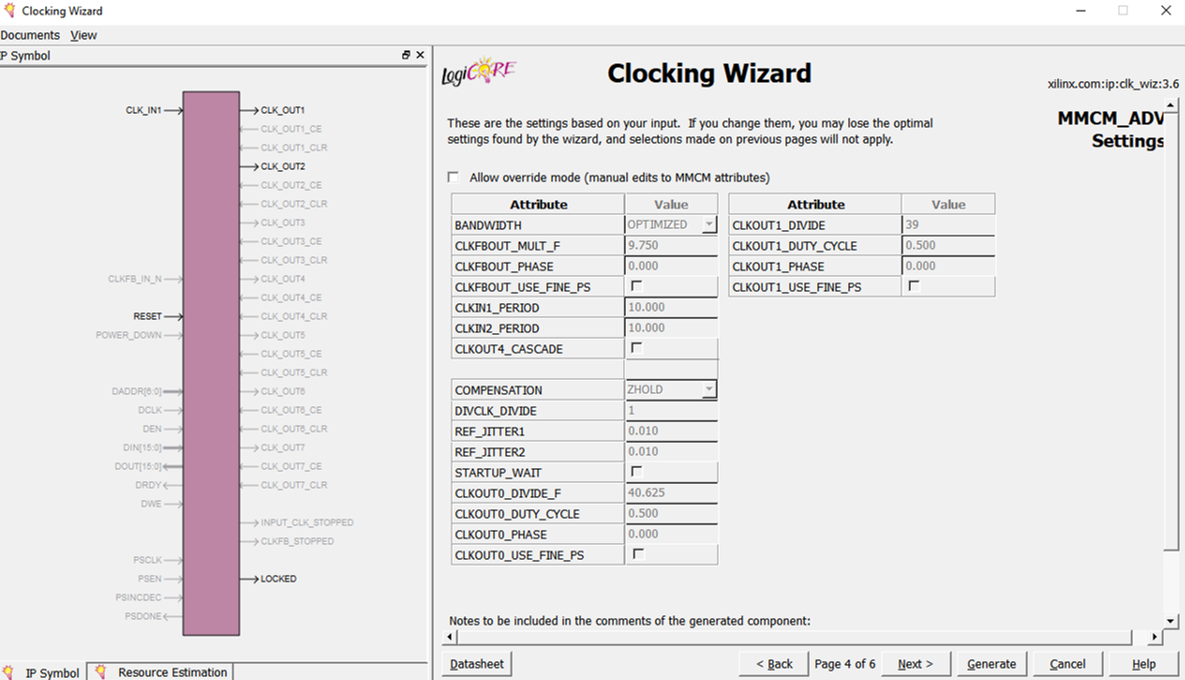 Clocking Wizard
Documents View
P Symbol
CLK_IN1
CLKFB_IN_N
RESET
POWER_DOWN
DADDR[6:0]
DCLK
DEN
DIN[15:0]
DOUT[15:0]
DRDY
DWE
PSCLK
PSEN
PSINCDEC
PSDONE
CLK_OUT1
CLK_OUT1_CE
CLK_OUT1_CLR
CLK_OUT2
CLK_OUT2_CE
CLK_OUT2_CLR
CLK_OUT3
CLK_OUT3_CE
CLK_OUT3_CLR
CLK_OUT4
CLK_OUT4_CE
CLK_OUT4_CLR
CLK_OUT5
CLK_OUT5_CE
CLK_OUT5_CLR
CLK_OUT6
CLK_OUT6_CE
CLK_OUT6_CLR
CLK_OUT7
CLK_OUT7_CE
CLK_OUT7_CLR
INPUT_CLK_STOPPED
CLKFB_STOPPED
LOCKED
IP Symbol Resource Estimation
LogiCORE
Clocking Wizard
xilinx.com:ip:clk_wiz:3.6
These are the settings based on your input. If you change them, you may lose the optimal
settings found by the wizard, and selections made on previous pages will not apply.
MMCM_ADV
Settings
Allow override mode (manual edits to MMCM attributes)
Attribute Value
BANDWIDTH OPTIMIZED
CLKFBOUT_MULT_F 9.750
CLKFBOUT_PHASE 0.000
CLKFBOUT_USE_FINE_PS
CLKIN1_PERIOD 10.000
CLKIN2_PERIOD 10.000
CLKOUT4_CASCADE
COMPENSATION ZHOLD
DIVCLK_DIVIDE 1
REF_JITTER1 0.010
REF_JITTER2 0.010
STARTUP_WAIT
CLKOUT0_DIVIDE_F 40.625
CLKOUT0_DUTY_CYCLE 0.500
CLKOUT0_PHASE 0.000
CLKOUT0_USE_FINE_PS
Attribute Value
CLKOUT1_DIVIDE 39
CLKOUT1_DUTY_CYCLE 0.500
CLKOUT1_PHASE 0.000
CLKOUT1_USE_FINE_PS
Notes to be included in the comments of the generated component:
Datasheet < Back Page 4 of 6 Next > Generate Cancel Help